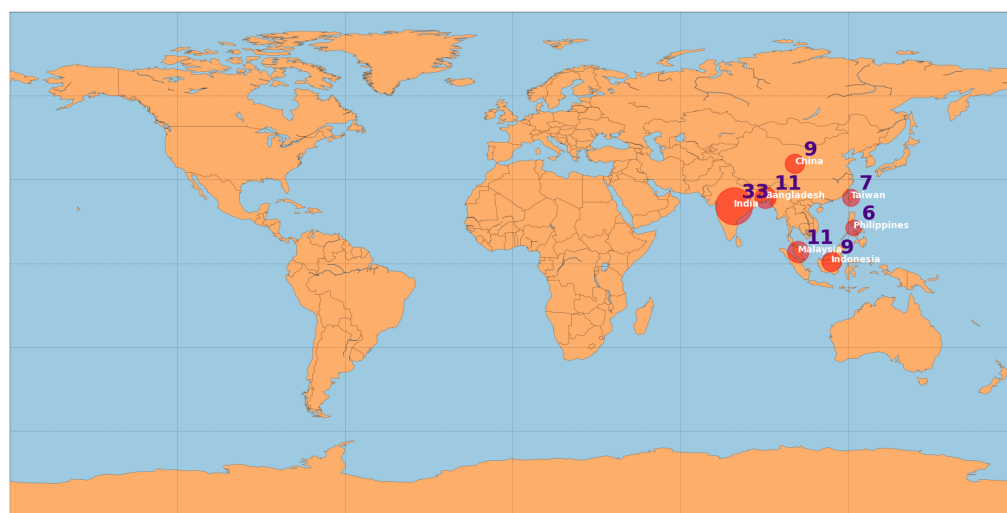 9
China
33
India
11
Bangladesh
7
Taiwan
6
Philippines
11
Malaysia
9
Indonesia